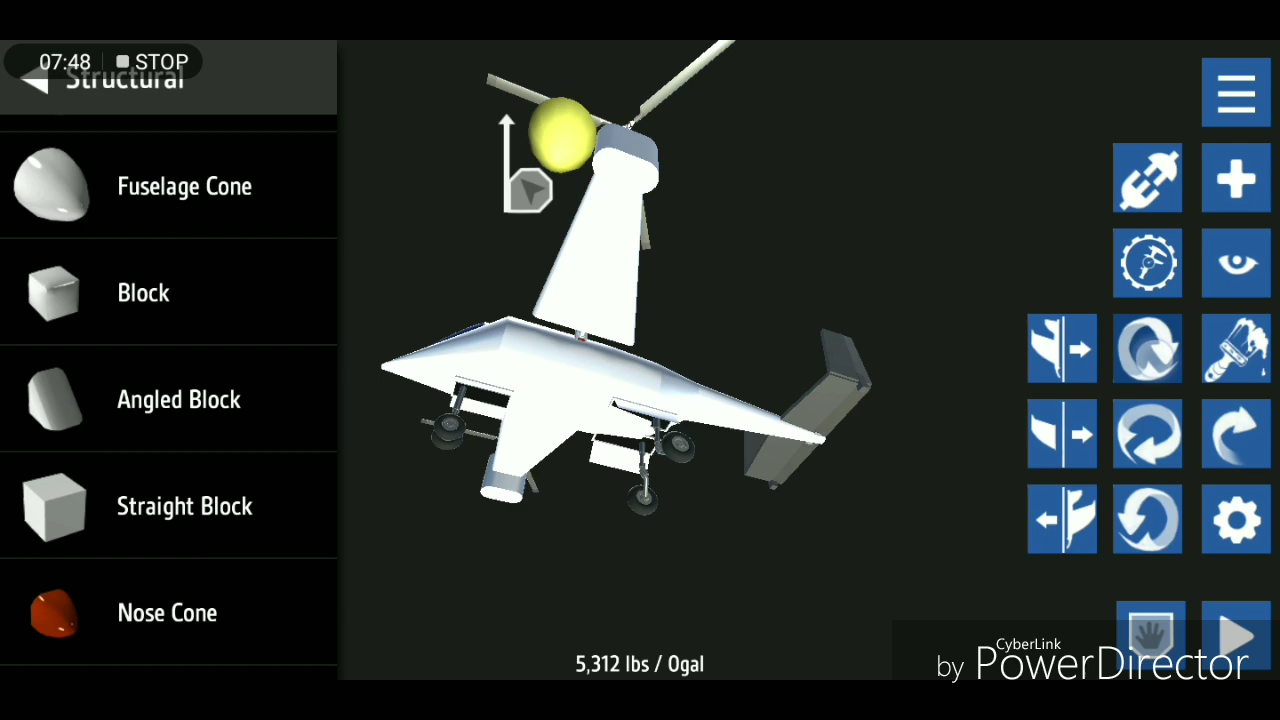 07:48 STOP
Structural
Fuselage Cone
Block
Angled Block
Straight Block
Nose Cone
5,312 lbs / 0gal
CyberLink
by PowerDirector